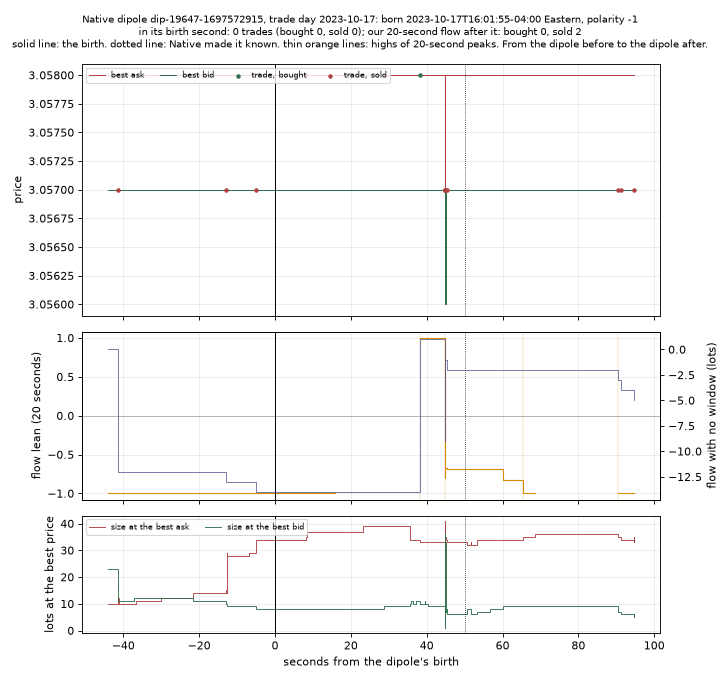 Native dipole dip-19647-1697572915, trade day 2023-10-17: born 2023-10-17T16:01:55-04:00 Eastern, polarity -1
in its birth second: 0 trades (bought 0, sold 0); our 20-second flow after it: bought 0, sold 2
solid line: the birth. dotted line: Native made it known. thin orange lines: highs of 20-second peaks. From the dipole before to the dipole after.
best ask best bid trade, bought trade, sold
3.05800
3.05775
3.05750
3.05725
3.05700
3.05675
3.05650
3.05625
3.05600
price
1.0
0.5
0.0
−0.5
−1.0
flow lean (20 seconds)
0.0
−2.5
−5.0
−7.5
−10.0
−12.5
flow with no window (lots)
size at the best ask size at the best bid
40
30
20
10
0
lots at the best price
−40 −20 0 20 40 60 80 100
seconds from the dipole's birth